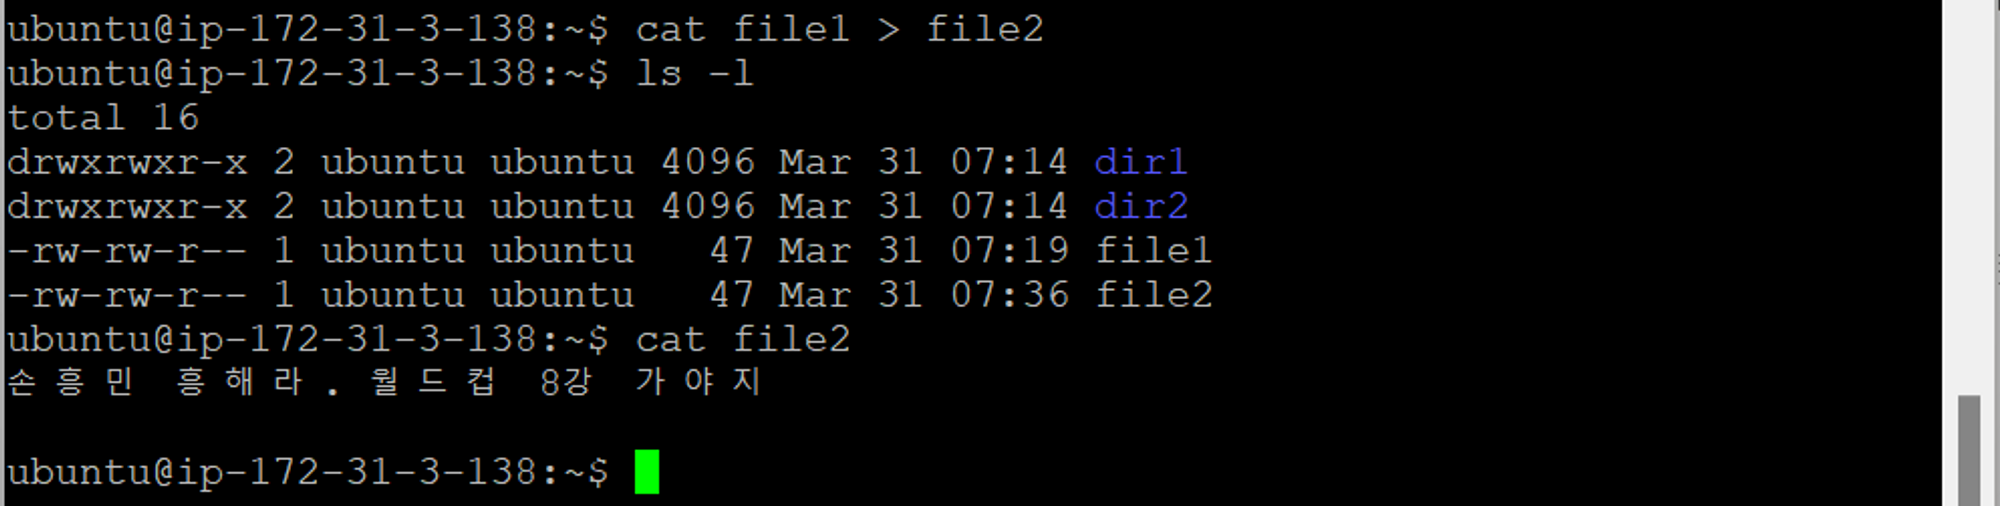 ubuntu@ip-172-31-3-138:~$ cat file1 > file2
ubuntu@ip-172-31-3-138:~$ ls -l
total 16
drwxrwxr-x 2 ubuntu ubuntu 4096 Mar 31 07:14 dir1
drwxrwxr-x 2 ubuntu ubuntu 4096 Mar 31 07:14 dir2
-rw-rw-r-- 1 ubuntu ubuntu   47 Mar 31 07:19 file1
-rw-rw-r-- 1 ubuntu ubuntu   47 Mar 31 07:36 file2
ubuntu@ip-172-31-3-138:~$ cat file2
손흥민 흥해라. 월드컵 8강 가야지
ubuntu@ip-172-31-3-138:~$